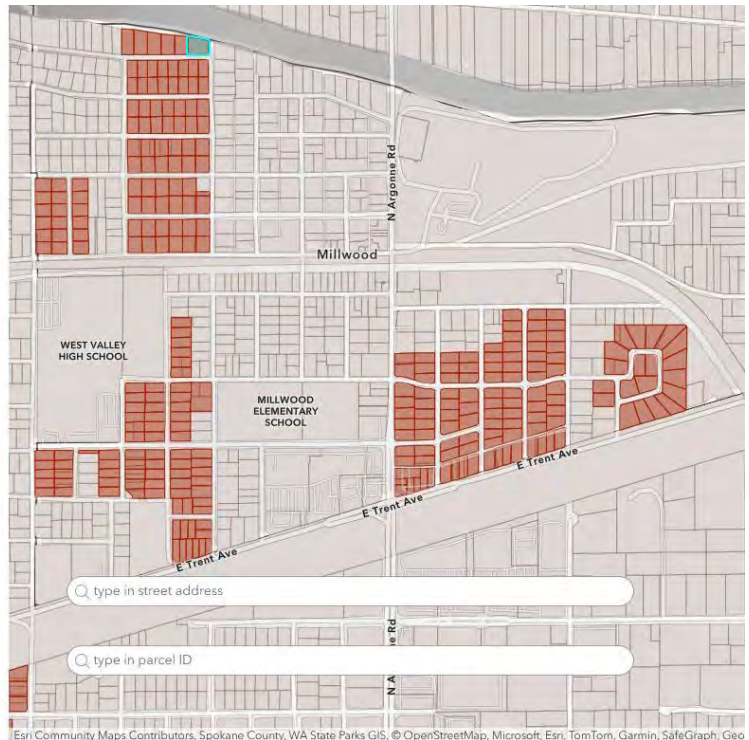 N Argonne Rd
Millwood
WEST VALLEY
HIGH SCHOOL
MILLWOOD
ELEMENTARY
SCHOOL
E Trent Ave
E Trent Ave
E Trent Ave
type in street address
type in parcel ID
Esri Community Maps Contributors, Spokane County, WA State Parks GIS, © OpenStreetMap, Microsoft, Esri, TomTom, Garmin, SafeGraph, Geo